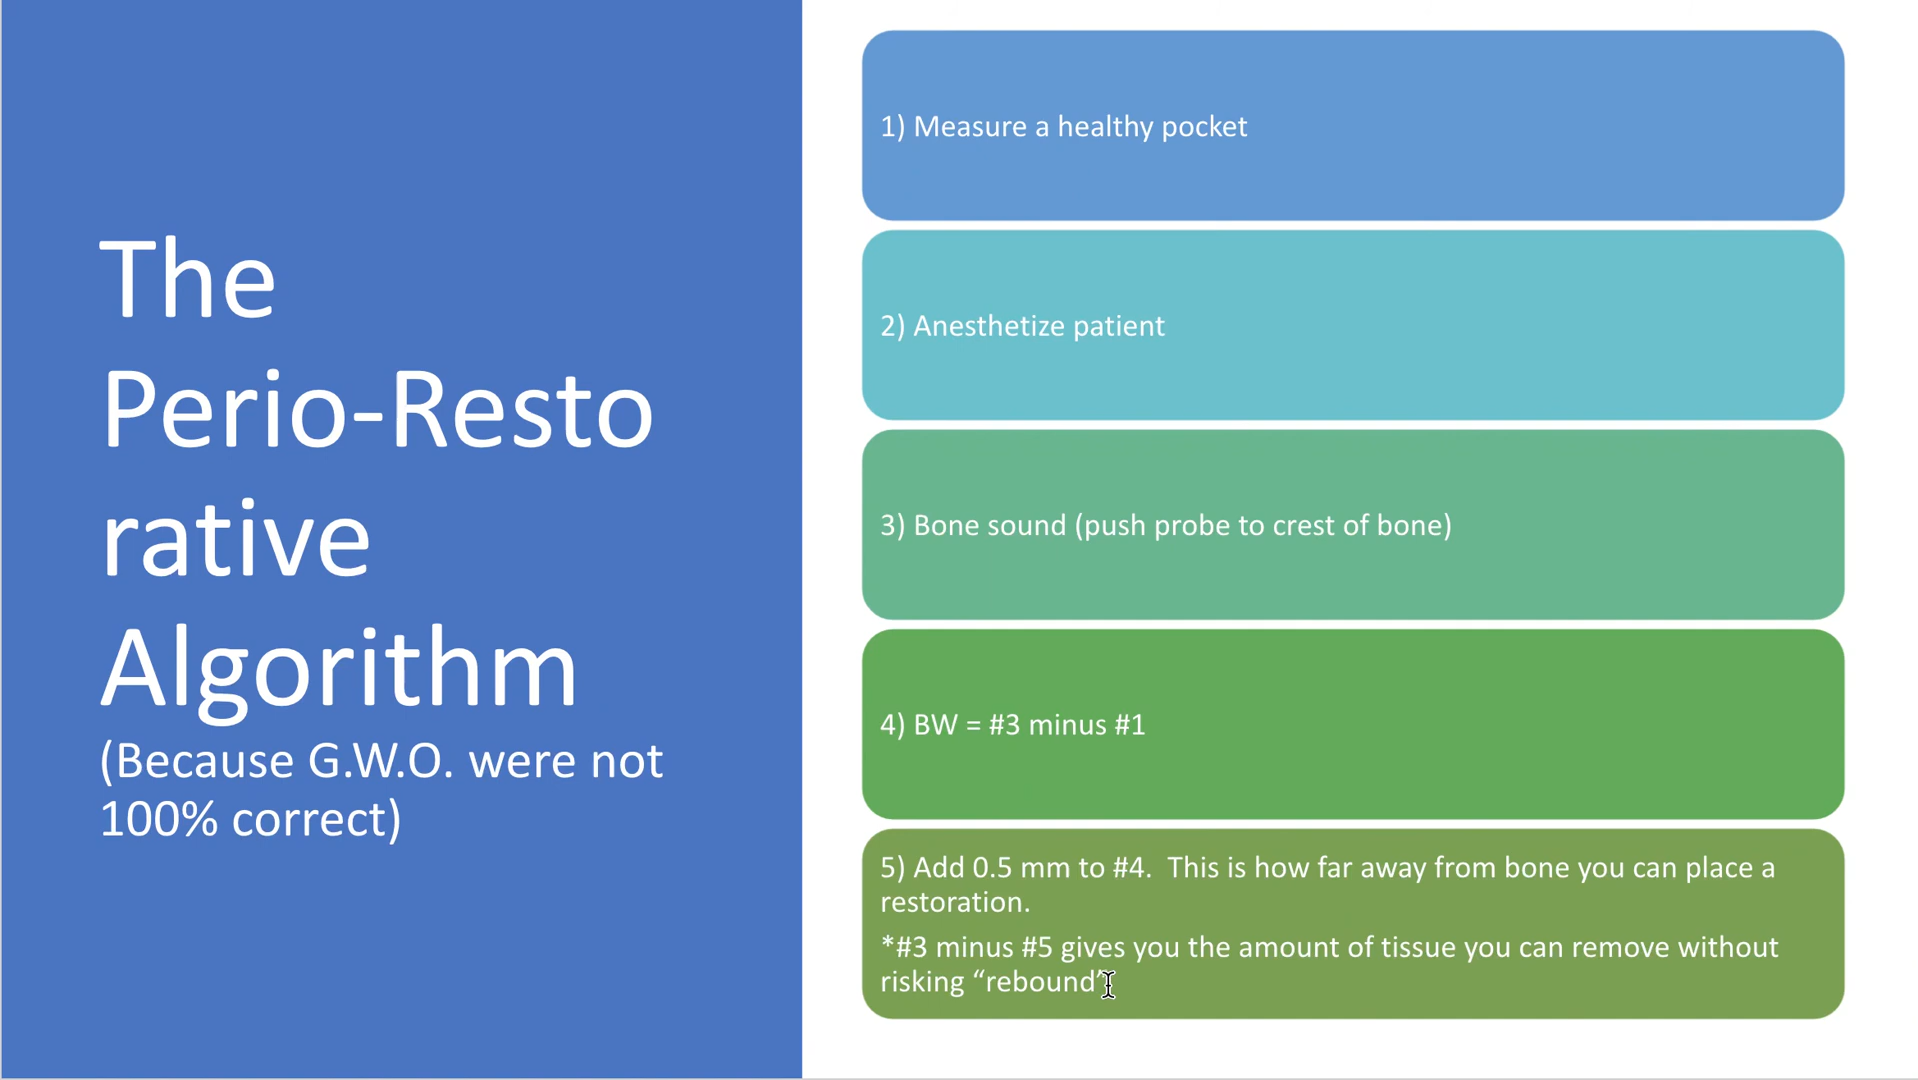 The
Perio-Resto
rative
Algorithm
(Because G.W.O. were not
100% correct)
1) Measure a healthy pocket
2) Anesthetize patient
3) Bone sound (push probe to crest of bone)
4) BW = #3 minus #1
5) Add 0.5 mm to #4.  This is how far away from bone you can place a
restoration.
*#3 minus #5 gives you the amount of tissue you can remove without
risking “rebound”